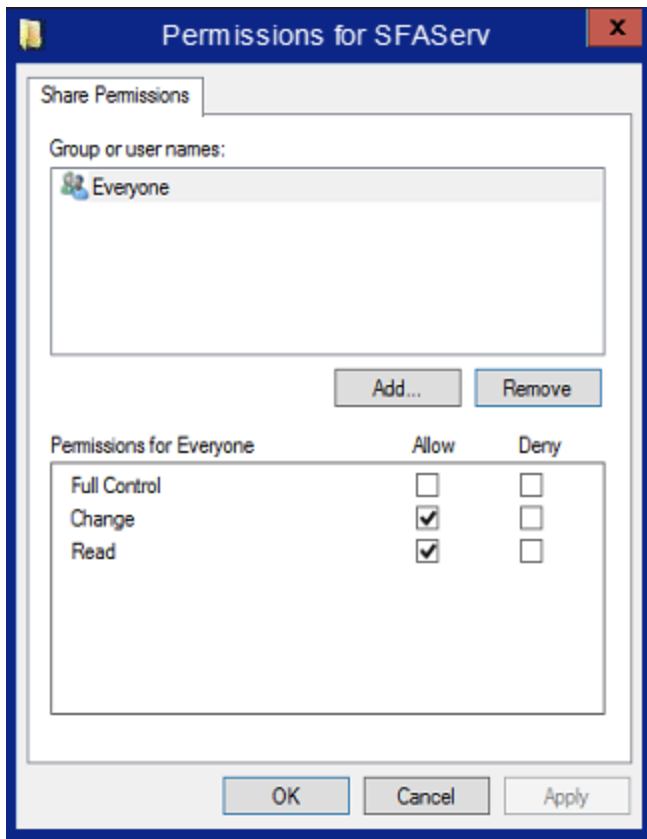 Permissions for SFAServ
x
Share Permissions
Group or user names:
Everyone
Add... Remove
Permissions for Everyone Allow Deny
Full Control
Change
Read
OK Cancel Apply